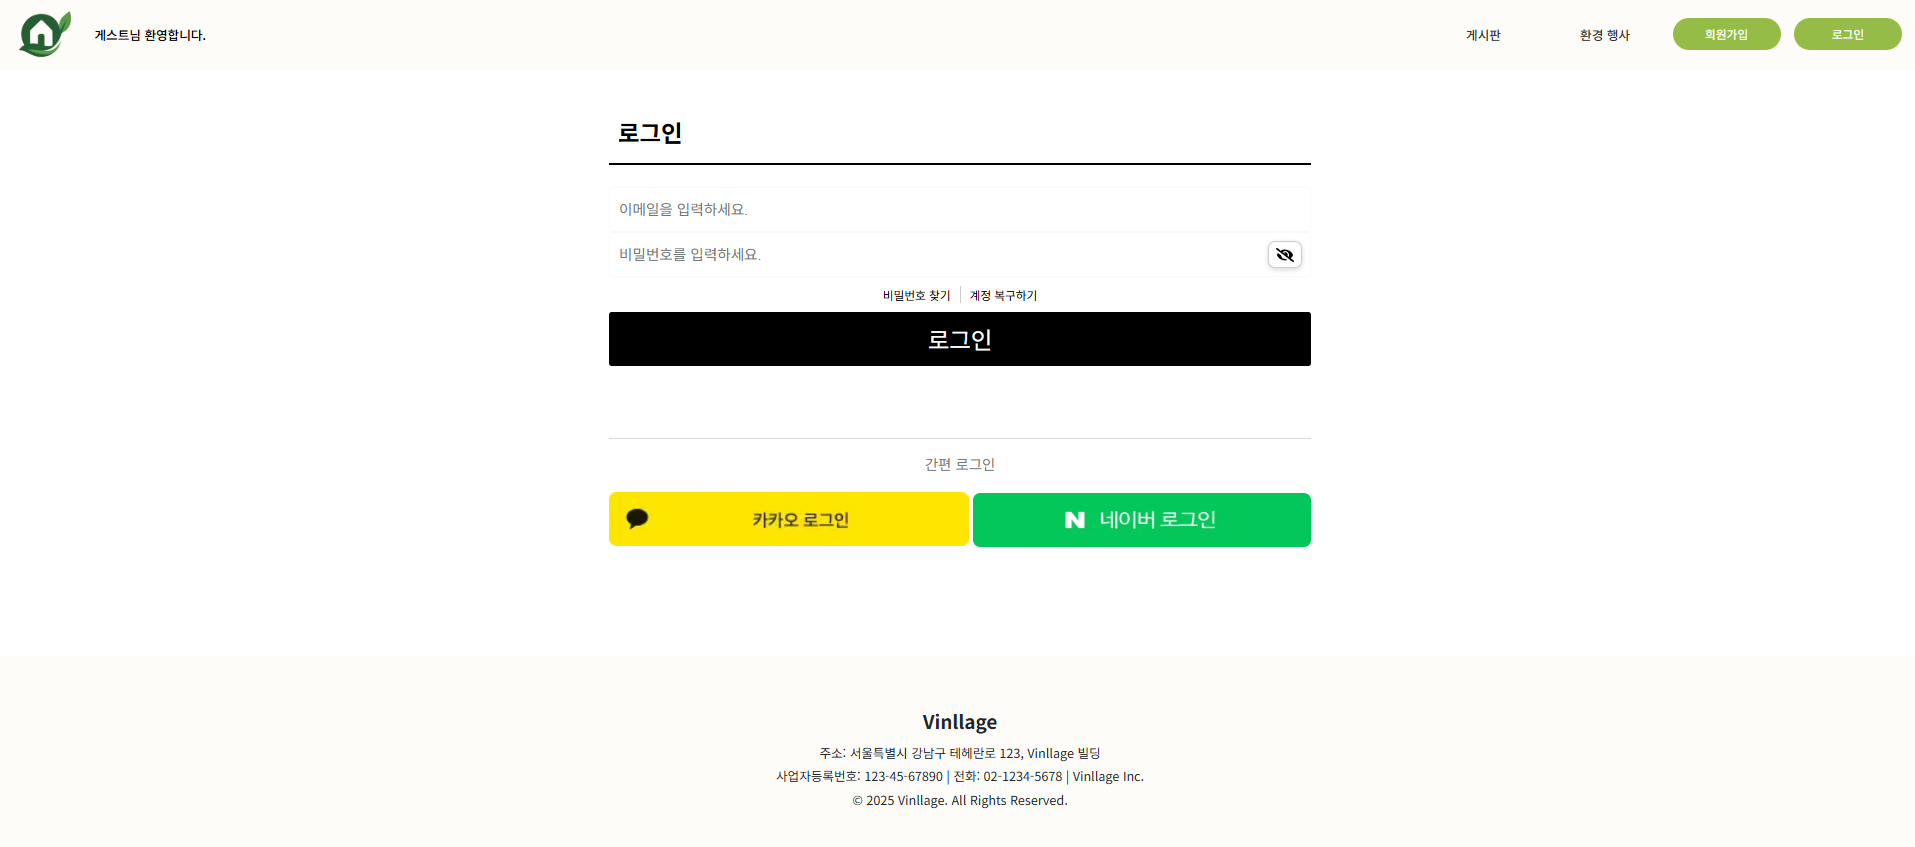 게스트님 환영합니다.
게시판
환경 행사
회원가입
로그인
로그인
이메일을 입력하세요.
비밀번호를 입력하세요.
비밀번호 찾기
계정 복구하기
로그인
간편 로그인
카카오 로그인
N 네이버 로그인
Vinllage
주소: 서울특별시 강남구 테헤란로 123, Vinllage 빌딩
사업자등록번호: 123-45-67890 | 전화: 02-1234-5678 | Vinllage Inc.
© 2025 Vinllage. All Rights Reserved.